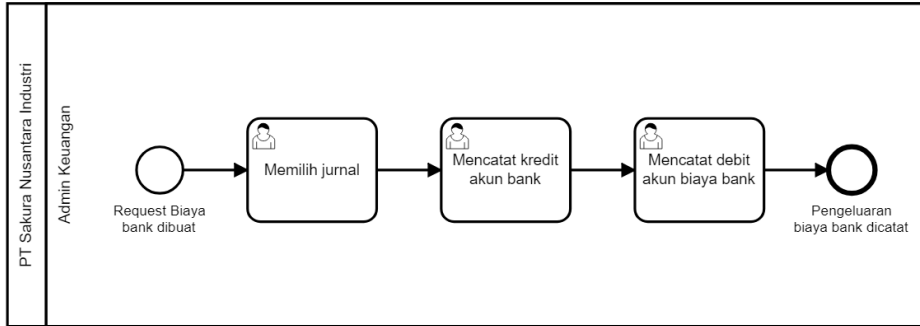 PT Sakura Nusantara Industri
Admin Keuangan
Request Biaya
bank dibuat
Memilih jurnal
Mencatat kredit
akun bank
Mencatat debit
akun biaya bank
Pengeluaran
biaya bank dicatat